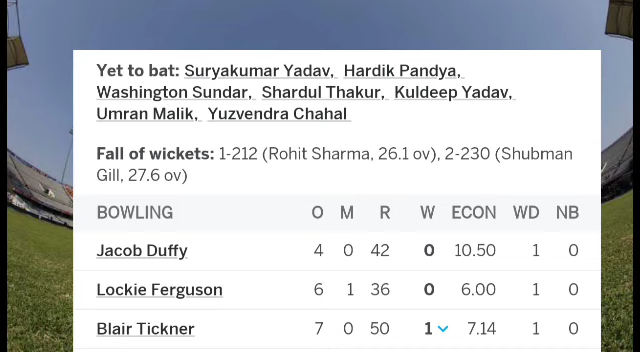 Yet to bat: Suryakumar Yadav, Hardik Pandya,
Washington Sundar, Shardul Thakur, Kuldeep Yadav,
Umran Malik, Yuzvendra Chahal
Fall of wickets: 1-212 (Rohit Sharma, 26.1 ov), 2-230 (Shubman
Gill, 27.6 ov)
BOWLING O M R W ECON WD NB
Jacob Duffy 4 0 42 0 10.50 1 0
Lockie Ferguson 6 1 36 0 6.00 1 0
Blair Tickner 7 0 50 1 7.14 1 0